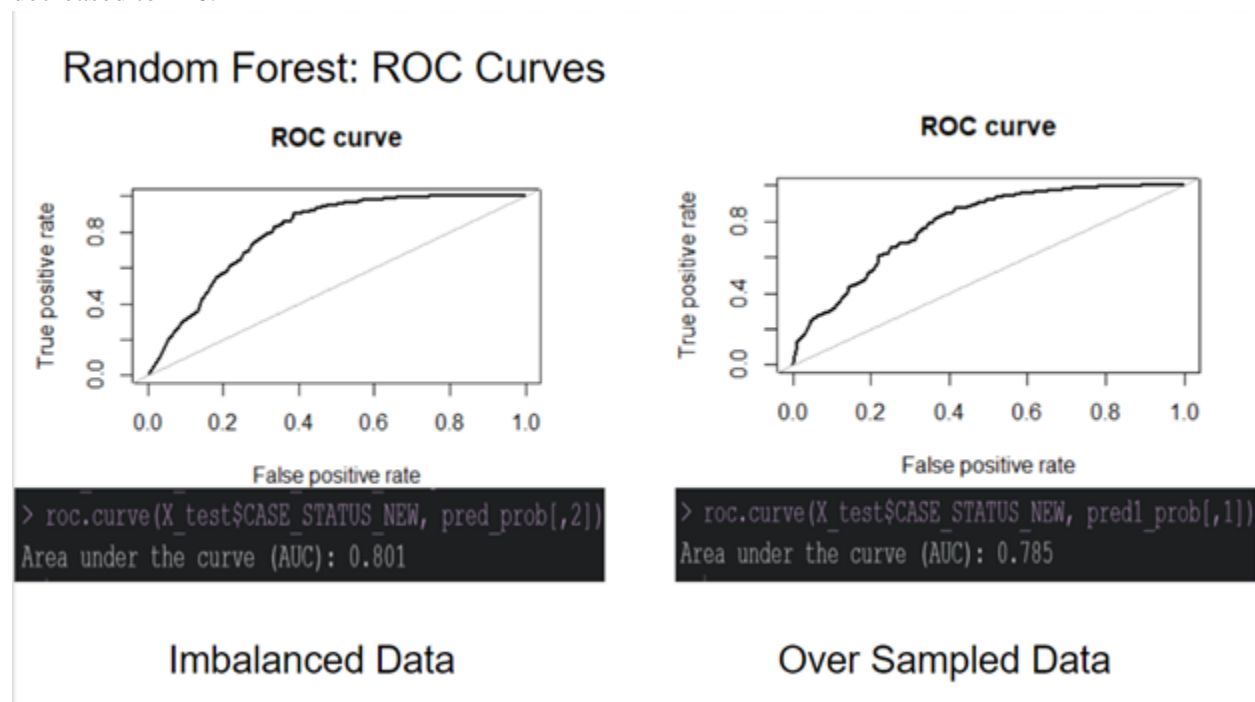 Random Forest: ROC Curves
ROC curve
True positive rate
0.0
0.4
0.8
0.0 0.2 0.4 0.6 0.8 1.0
False positive rate
> roc.curve(X_test$CASE_STATUS_NEW, pred_prob[,2])
Area under the curve (AUC): 0.801
Imbalanced Data
ROC curve
True positive rate
0.0
0.4
0.8
0.0 0.2 0.4 0.6 0.8 1.0
False positive rate
> roc.curve(X_test$CASE_STATUS_NEW, pred1_prob[,1])
Area under the curve (AUC): 0.785
Over Sampled Data